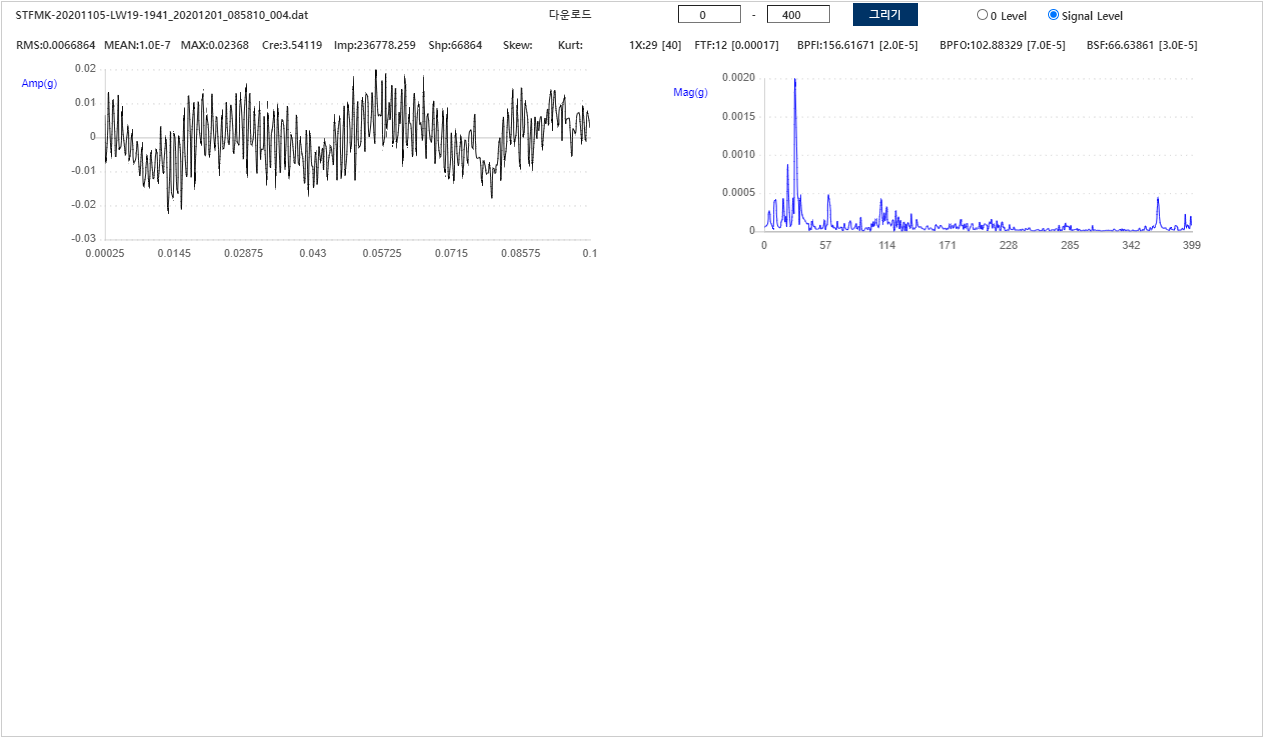 STFMK-20201105-LW19-1941_20201201_085810_004.dat 다운로드 0 - 400 그리기 0 Level Signal Level
RMS:0.0066864 MEAN:1.0E-7 MAX:0.02368 Cre:3.54119 Imp:236778.259 Shp:66864 Skew: Kurt: 1X:29 [40] FTF:12 [0.00017] BPFI:156.61671 [2.0E-5] BPFO:102.88329 [7.0E-5] BSF:66.63861 [3.0E-5]
Amp(g)
0.02
0.01
0
-0.01
-0.02
-0.03
0.00025 0.0145 0.02875 0.043 0.05725 0.0715 0.08575 0.1
Mag(g)
0.0020
0.0015
0.0010
0.0005
0
0 57 114 171 228 285 342 399